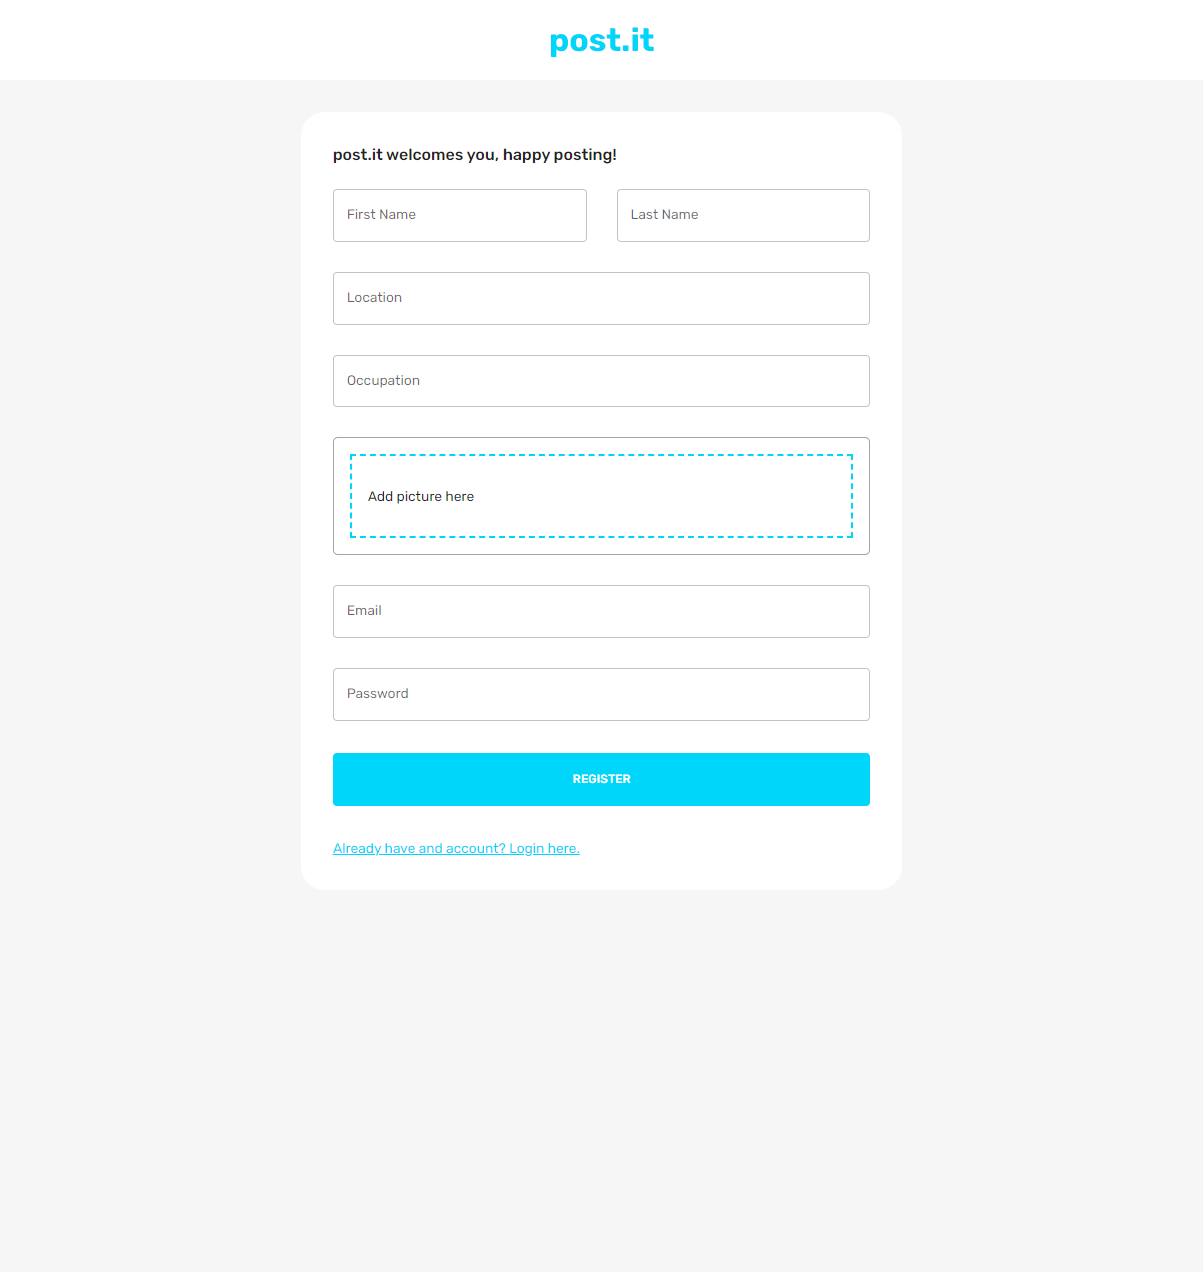 post.it
post.it welcomes you, happy posting!
First Name
Last Name
Location
Occupation
Add picture here
Email
Password
REGISTER
Already have and account? Login here.